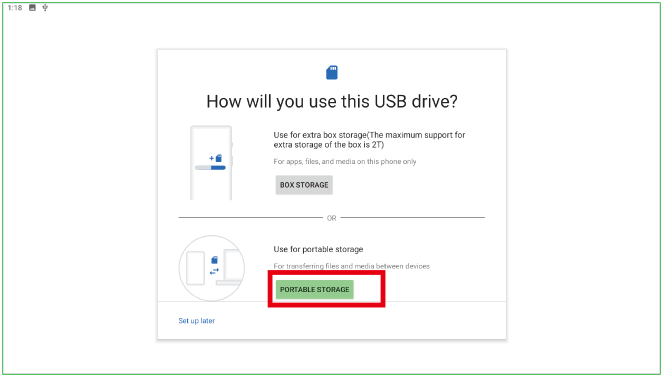 1:18
How will you use this USB drive?
Use for extra box storage(The maximum support for
extra storage of the box is 2T)
For apps, files, and media on this phone only
BOX STORAGE
OR
Use for portable storage
For transferring files and media between devices
PORTABLE STORAGE
Set up later